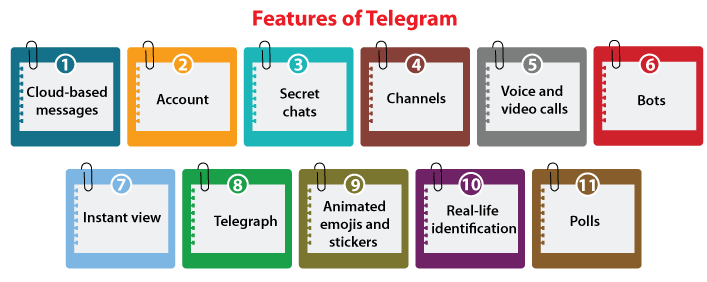 Features of Telegram
1
Cloud-based
messages
2
Account
3
Secret
chats
4
Channels
5
Voice and
video calls
6
Bots
7
Instant view
8
Telegraph
9
Animated
emojis and
stickers
10
Real-life
identification
11
Polls